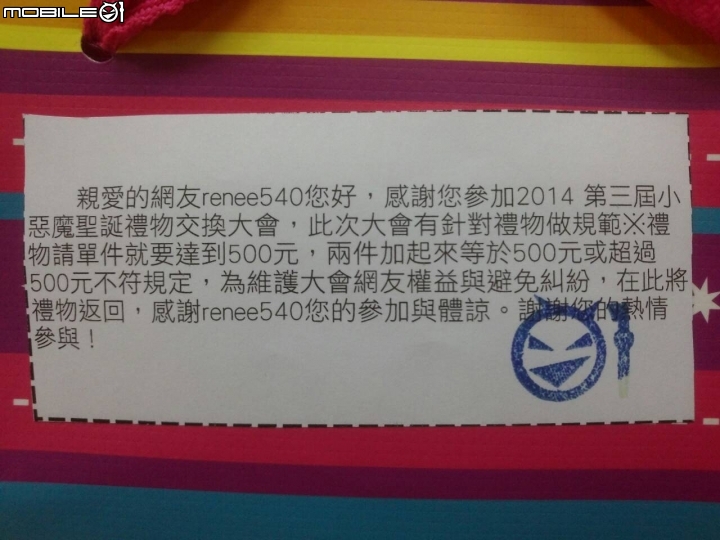 MOBILE01
親愛的網友renee540您好，感謝您參加2014 第三屆小
惡魔聖誕禮物交換大會，此次大會有針對禮物做規範※禮
物請單件就要達到500元，兩件加起來等於500元或超過
500元不符規定，為維護大會網友權益與避免糾紛，在此將
禮物返回，感謝renee540您的參加與體諒。謝謝您的熱情
參與！
01